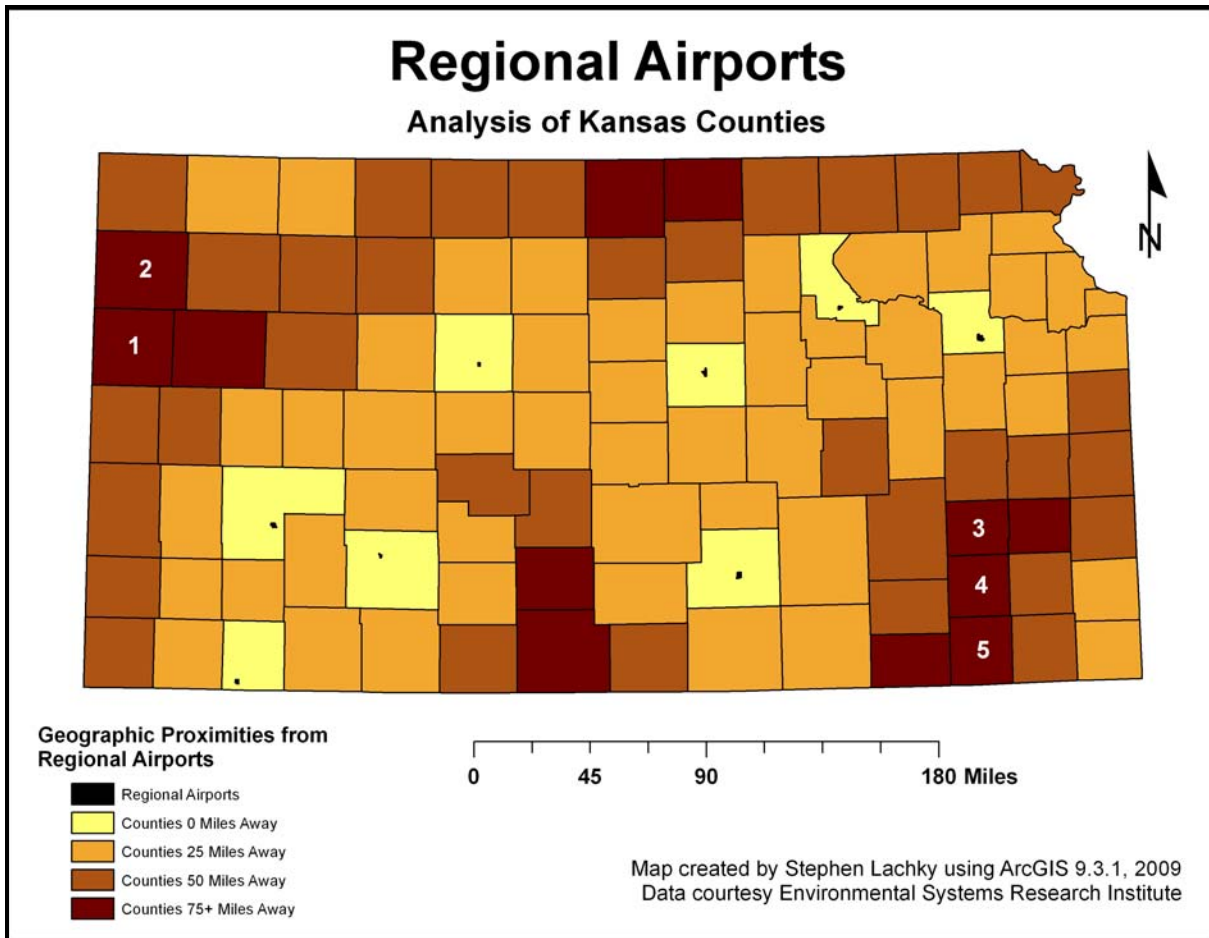 Regional Airports
Analysis of Kansas Counties
N
2
1
3
4
5
Geographic Proximities from
Regional Airports
Regional Airports
Counties 0 Miles Away
Counties 25 Miles Away
Counties 50 Miles Away
Counties 75+ Miles Away
0 45 90 180 Miles
Map created by Stephen Lachky using ArcGIS 9.3.1, 2009
Data courtesy Environmental Systems Research Institute